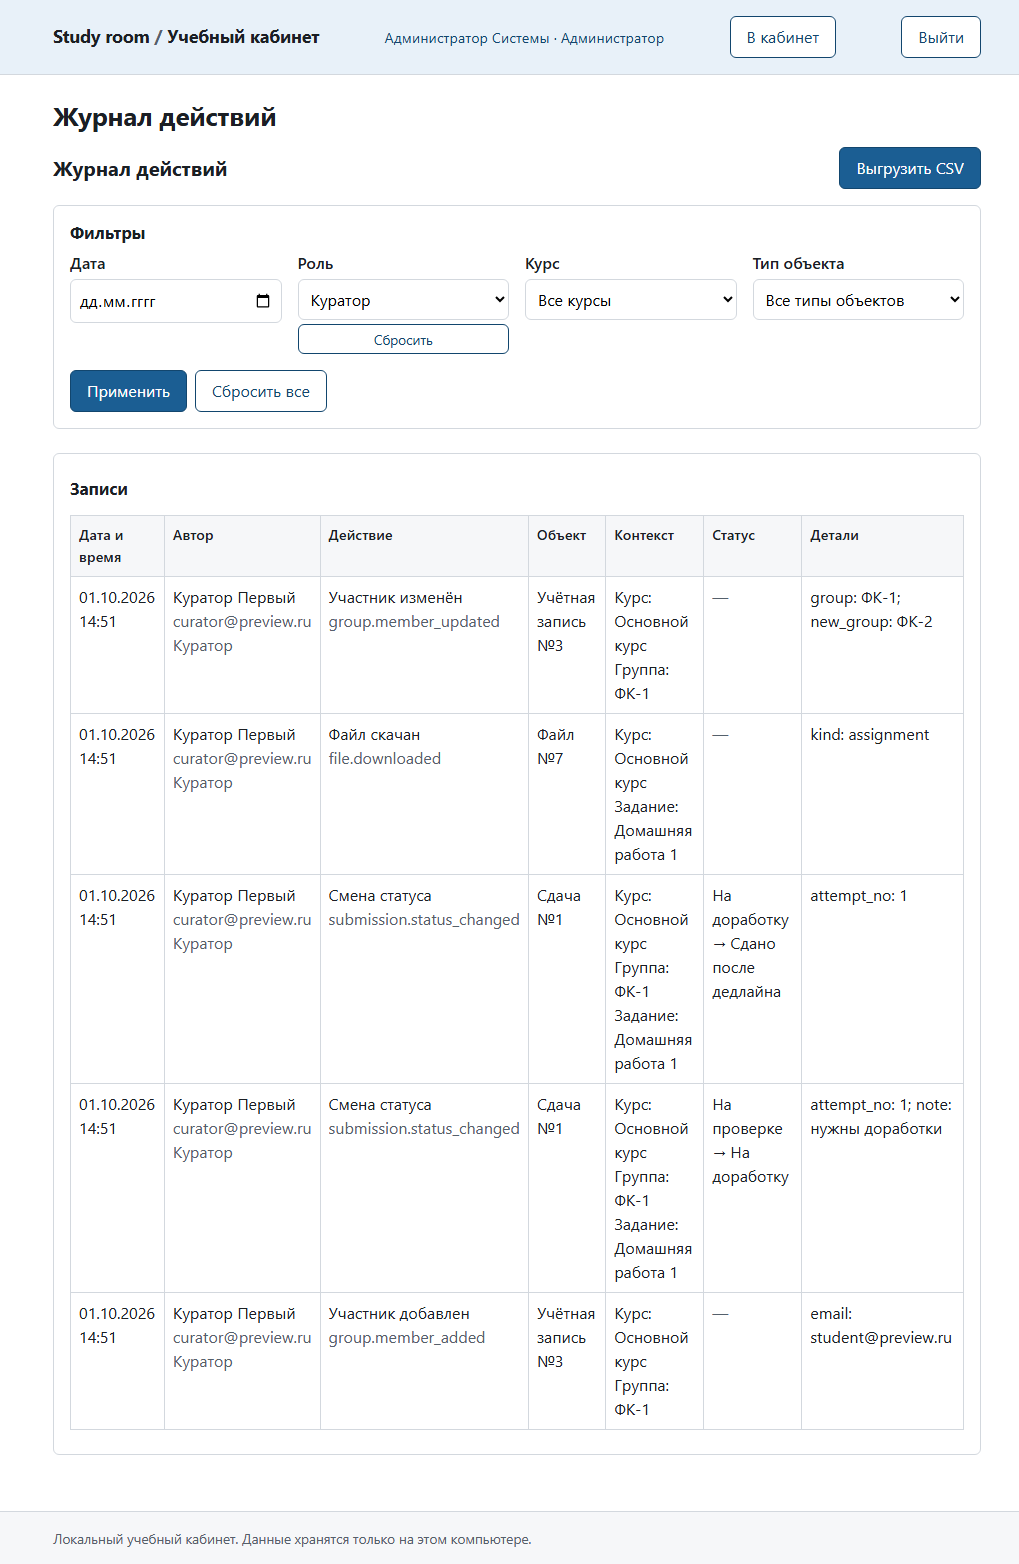 Study room / Учебный кабинет
Администратор Системы · Администратор
В кабинет
Выйти
Журнал действий
Журнал действий
Выгрузить CSV
Фильтры
Дата
Роль
Курс
Тип объекта
дд.мм.гггг
Куратор
Все курсы
Все типы объектов
Сбросить
Применить
Сбросить все
Записи
Дата и
время
Автор
Действие
Объект
Контекст
Статус
Детали
01.10.2026
14:51
Куратор Первый
curator@preview.ru
Куратор
Участник изменён
group.member_updated
Учётная
запись
№3
Курс:
Основной
курс
Группа:
ФК-1
—
group: ФК-1;
new_group: ФК-2
01.10.2026
14:51
Куратор Первый
curator@preview.ru
Куратор
Файл скачан
file.downloaded
Файл
№7
Курс:
Основной
курс
Задание:
Домашняя
работа 1
—
kind: assignment
01.10.2026
14:51
Куратор Первый
curator@preview.ru
Куратор
Смена статуса
submission.status_changed
Сдача
№1
Курс:
Основной
курс
Группа:
ФК-1
Задание:
Домашняя
работа 1
На
доработку
→ Сдано
после
дедлайна
attempt_no: 1
01.10.2026
14:51
Куратор Первый
curator@preview.ru
Куратор
Смена статуса
submission.status_changed
Сдача
№1
Курс:
Основной
курс
Группа:
ФК-1
Задание:
Домашняя
работа 1
На
проверке
→ На
доработку
attempt_no: 1; note:
нужны доработки
01.10.2026
14:51
Куратор Первый
curator@preview.ru
Куратор
Участник добавлен
group.member_added
Учётная
запись
№3
Курс:
Основной
курс
Группа:
ФК-1
—
email:
student@preview.ru
Локальный учебный кабинет. Данные хранятся только на этом компьютере.